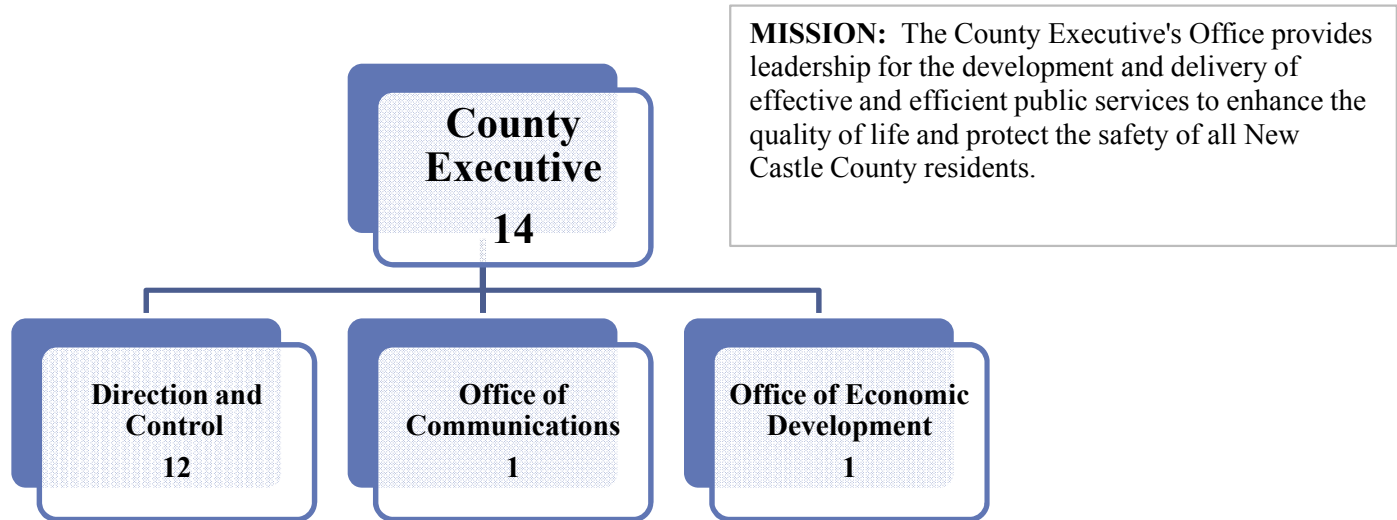 MISSION: The County Executive's Office provides
leadership for the development and delivery of
effective and efficient public services to enhance the
quality of life and protect the safety of all New
Castle County residents.
County
Executive
14
Direction and
Control
12
Office of
Communications
1
Office of Economic
Development
1